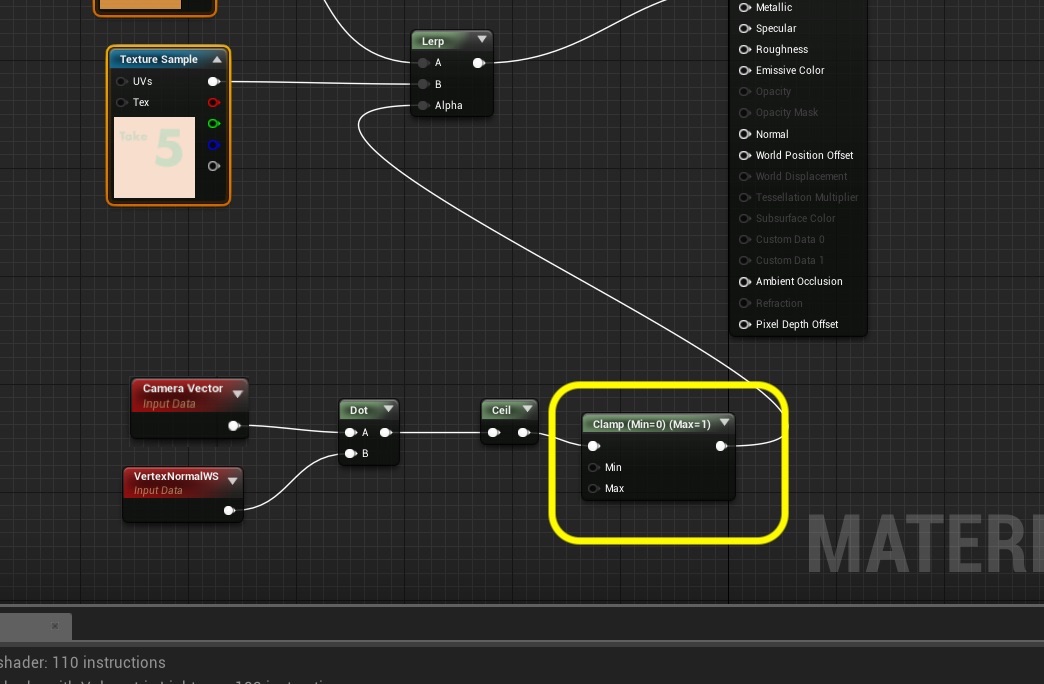 Metallic
Specular
Roughness
Emissive Color
Opacity
Opacity Mask
Normal
World Position Offset
World Displacement
Tessellation Multiplier
Subsurface Color
Custom Data 0
Custom Data 1
Ambient Occlusion
Refraction
Pixel Depth Offset
Lerp
A
B
Alpha
Texture Sample
UVs
Tex
Take 5
Camera Vector
Input Data
VertexNormalWS
Input Data
Dot
A
B
Ceil
Clamp (Min=0) (Max=1)
Min
Max
MATERI
shader: 110 instructions